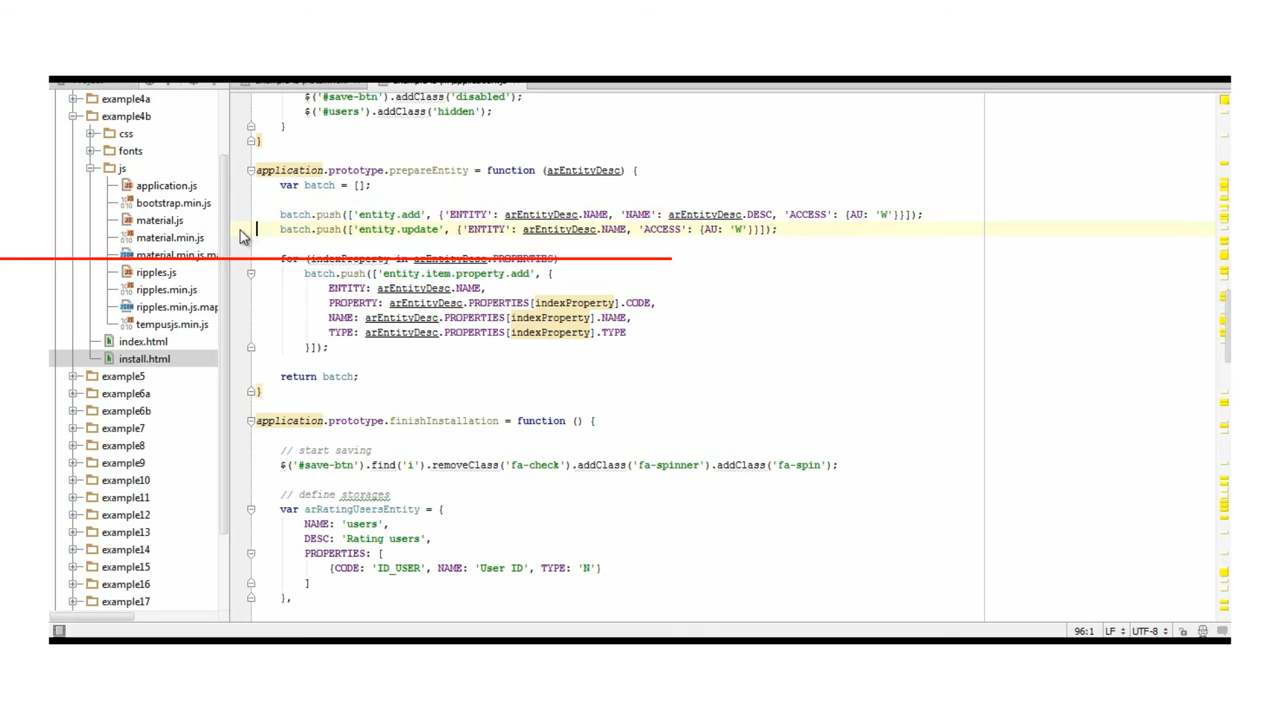 example4a
example4b
css
fonts
js
application.js
bootstrap.min.js
material.js
material.min.js
material.min.js.ma
ripples.js
ripples.min.js
ripples.min.js.map
tempusjs.min.js
index.html
install.html
example5
example6a
example6b
example7
example8
example9
example10
example11
example12
example13
example14
example15
example16
example17
$('#save-btn').addClass('disabled');
$('#users').addClass('hidden');
}
}
application.prototype.prepareEntity = function (arEntityDesc) {
var batch = [];
batch.push(['entity.add', {'ENTITY': arEntityDesc.NAME, 'NAME': arEntityDesc.DESC, 'ACCESS': {AU: 'W'}}]);
batch.push(['entity.update', {'ENTITY': arEntityDesc.NAME, 'ACCESS': {AU: 'W'}}]);
for (indexProperty in arEntityDesc.PROPERTIES)
batch.push(['entity.item.property.add', {
ENTITY: arEntityDesc.NAME,
PROPERTY: arEntityDesc.PROPERTIES[indexProperty].CODE,
NAME: arEntityDesc.PROPERTIES[indexProperty].NAME,
TYPE: arEntityDesc.PROPERTIES[indexProperty].TYPE
}]);
return batch;
}
application.prototype.finishInstallation = function () {
// start saving
$('#save-btn').find('i').removeClass('fa-check').addClass('fa-spinner').addClass('fa-spin');
// define storages
var arRatingUsersEntity = {
NAME: 'users',
DESC: 'Rating users',
PROPERTIES: [
{CODE: 'ID_USER', NAME: 'User ID', TYPE: 'N'}
]
},
96:1 LF UTF-8